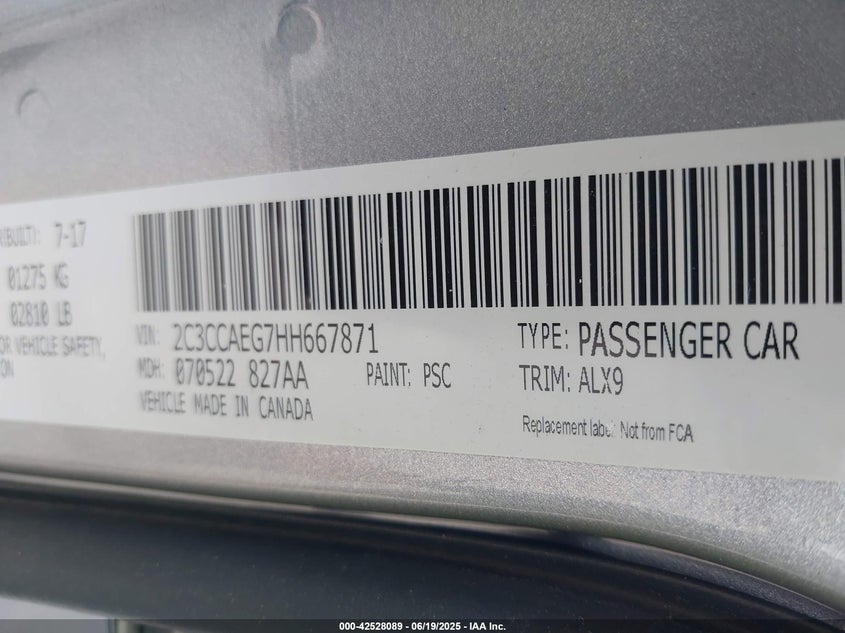 (BUILT): 7-17
01275 KG
02810 LB
OR VEHICLE SAFETY,
ON
VIN: 2C3CCAEG7HH667871
MDH: 070522 827AA
PAINT: PSC
VEHICLE MADE IN CANADA
TYPE: PASSENGER CAR
TRIM: ALX9
Replacement label Not from FCA
000-42528089 - 06/19/2025 - IAA Inc.